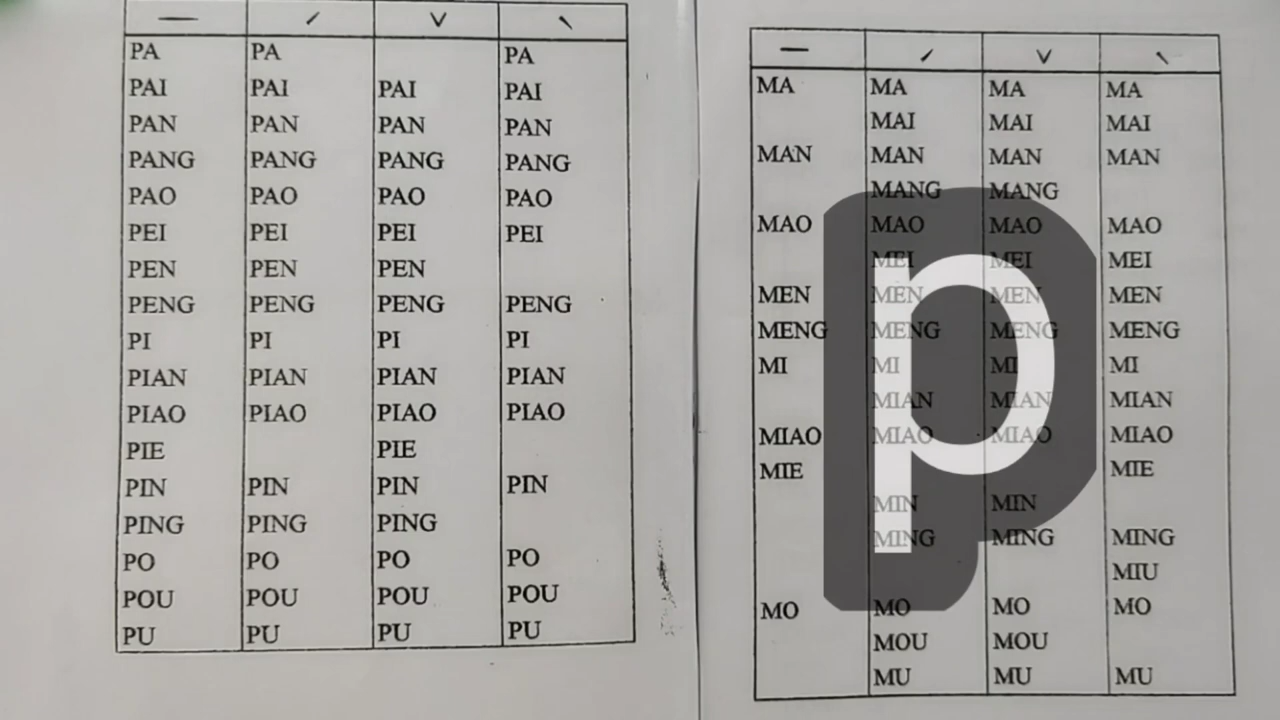 — ˊ ˇ ˋ
PA PA PA
PAI PAI PAI PAI
PAN PAN PAN PAN
PANG PANG PANG PANG
PAO PAO PAO PAO
PEI PEI PEI PEI
PEN PEN PEN
PENG PENG PENG PENG
PI PI PI PI
PIAN PIAN PIAN PIAN
PIAO PIAO PIAO PIAO
PIE PIE
PIN PIN PIN PIN
PING PING PING
PO PO PO PO
POU POU POU POU
PU PU PU PU
— ˊ ˇ ˋ
MA MA MA MA
MAI MAI MAI
MAN MAN MAN MAN
MANG MANG
MAO MAO MAO MAO
MEI MEI MEI
MEN MEN MEN MEN
MENG MENG MENG MENG
MI MI MI MI
MIAN MIAN MIAN
MIAO MIAO MIAO MIAO
MIE MIE
MIN MIN
MING MING MING
MIU
MO MO MO MO
MOU MOU
MU MU MU
p